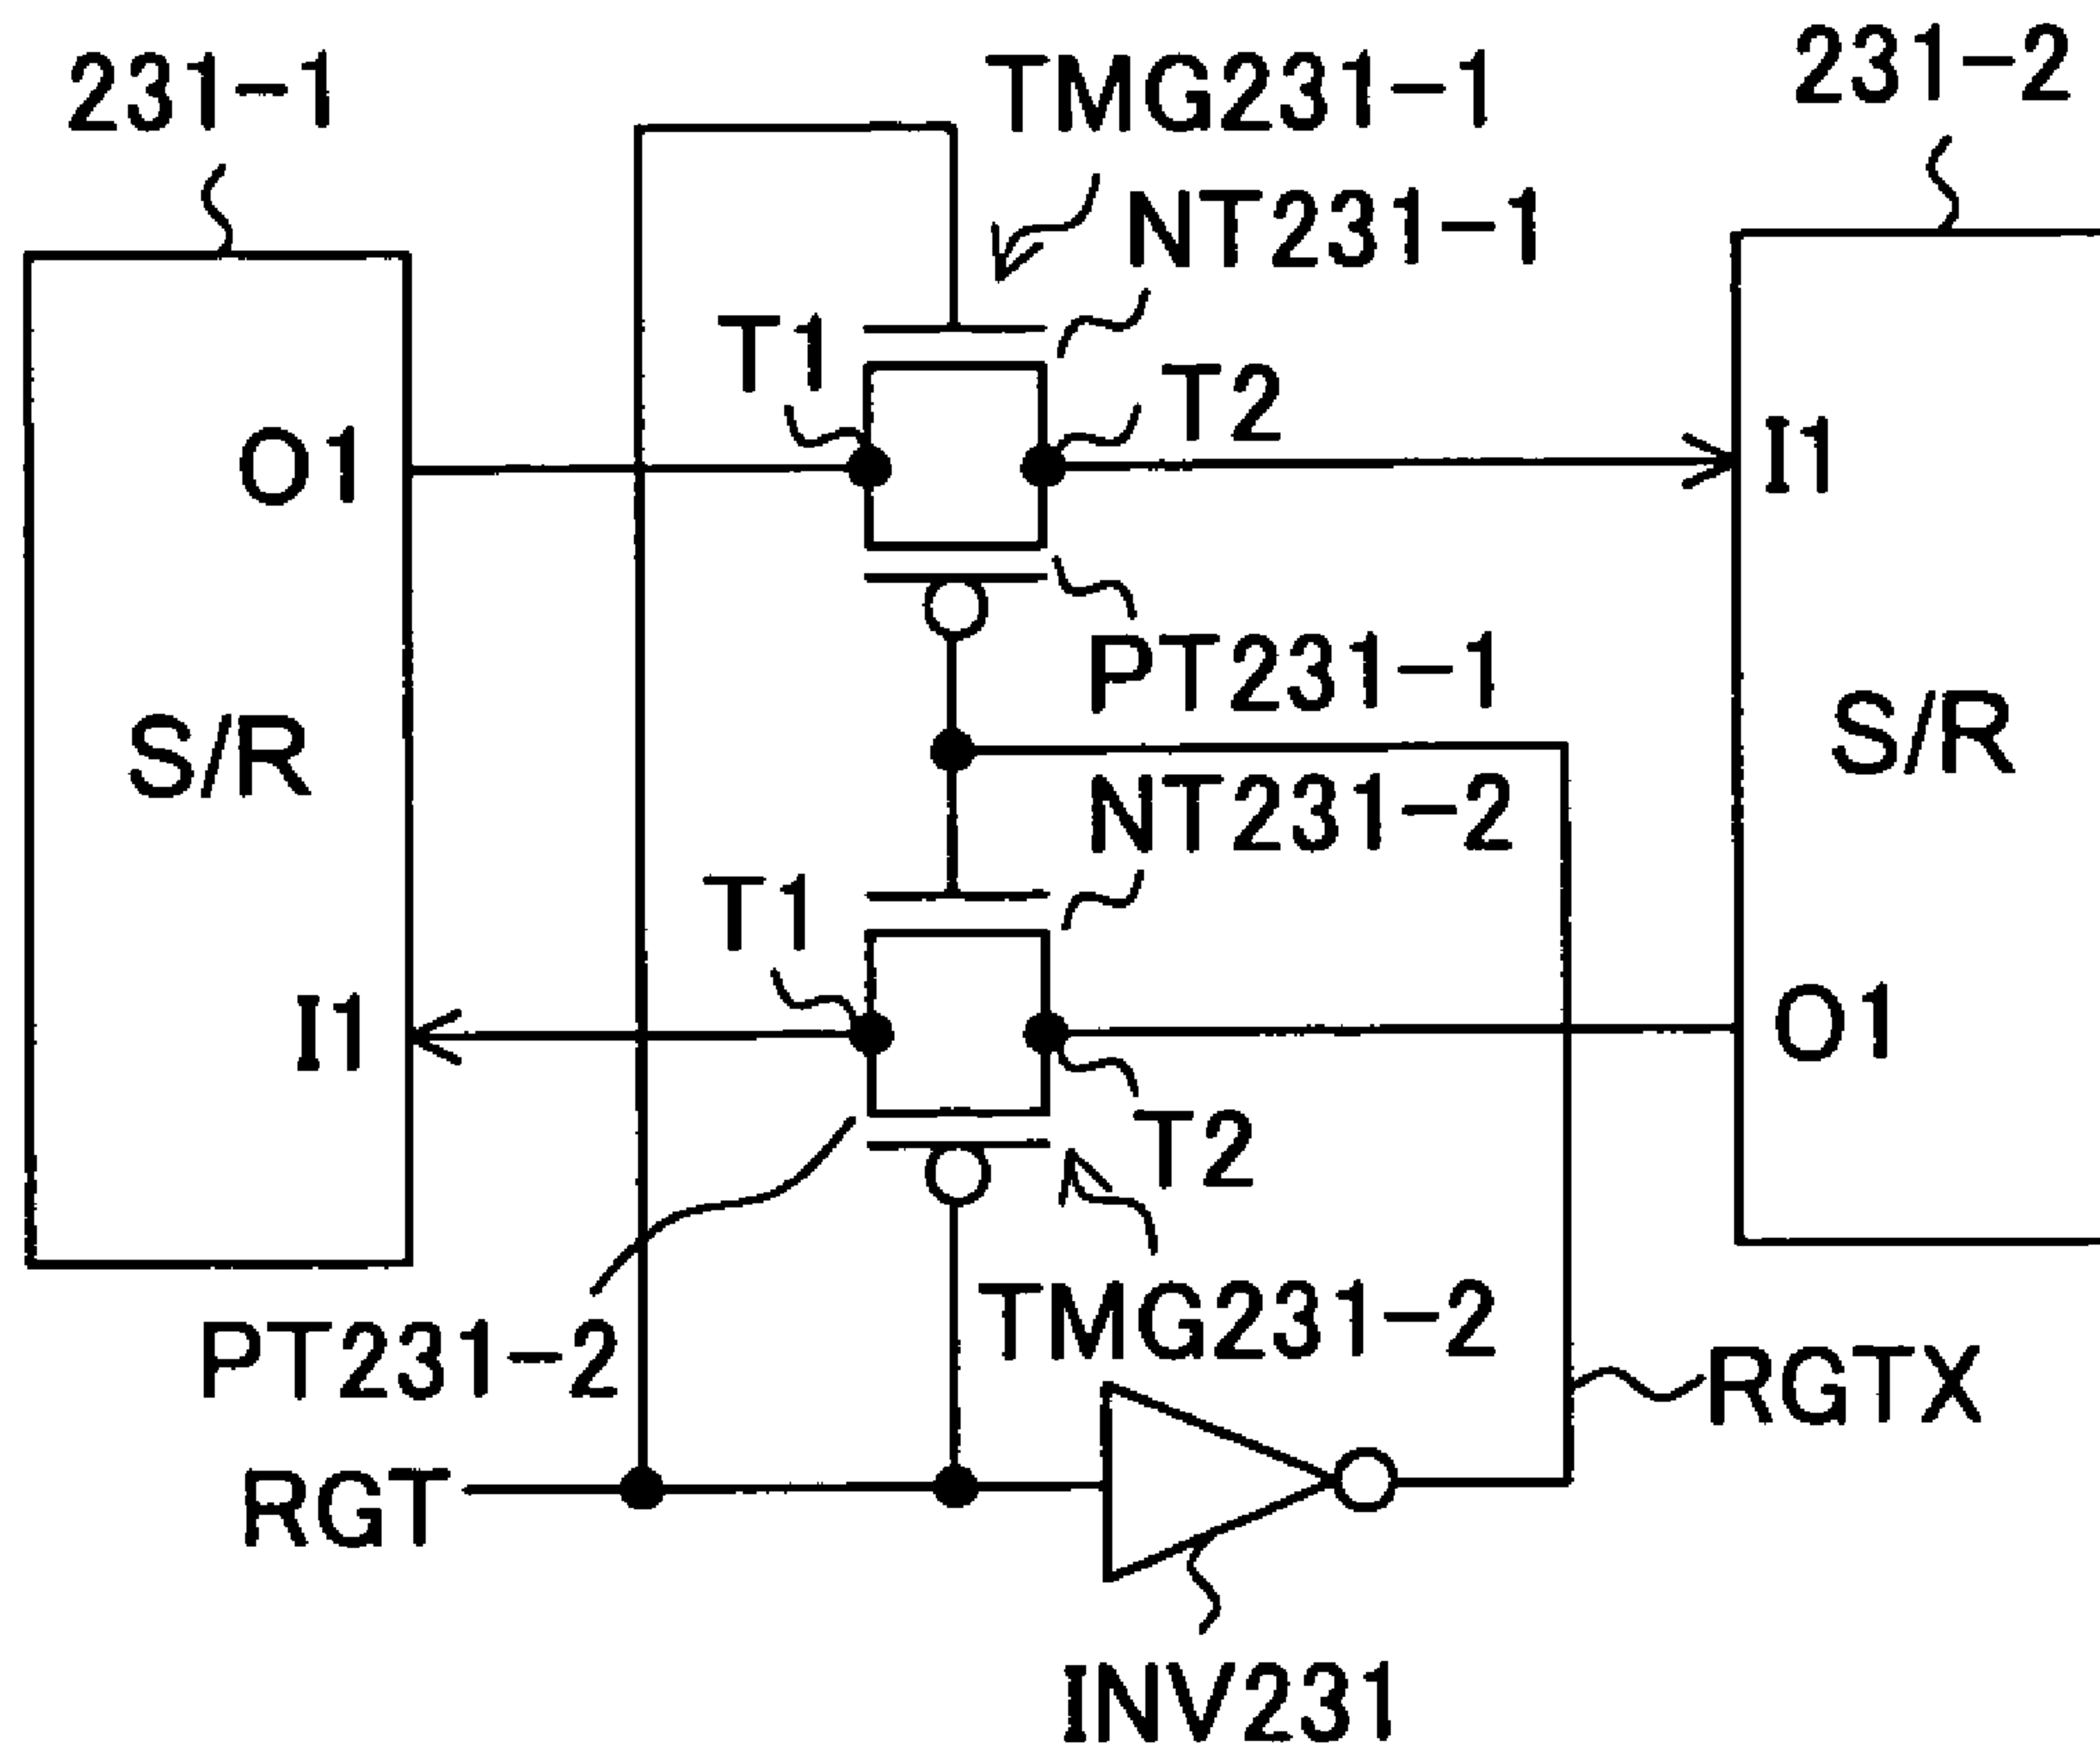 231-1
TMG231-1
231-2
NT231-1
T1
T2
O1
I1
PT231-1
S/R
S/R
NT231-2
T1
I1
O1
T2
TMG231-2
PT231-2
RGTX
RGT
INV231